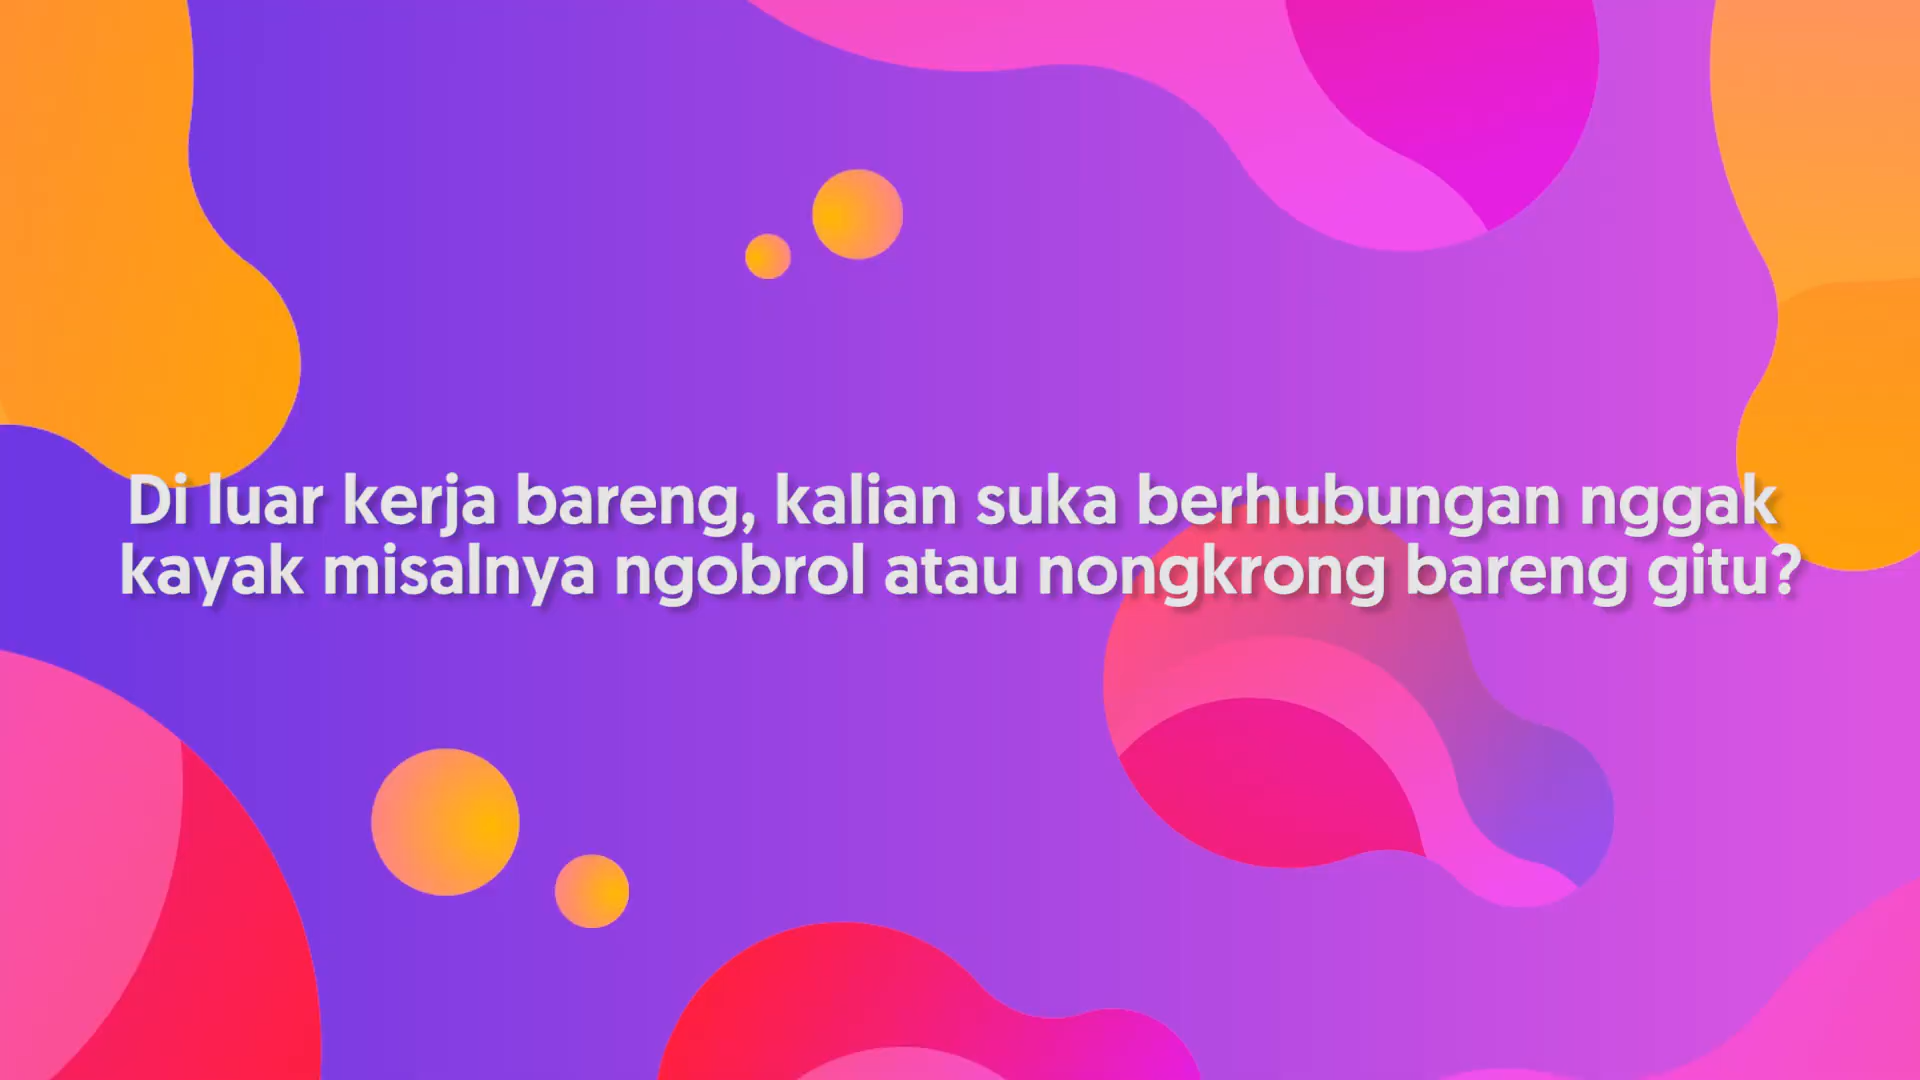 Di luar kerja bareng, kalian suka berhubungan nggak
kayak misalnya ngobrol atau nongkrong bareng gitu?